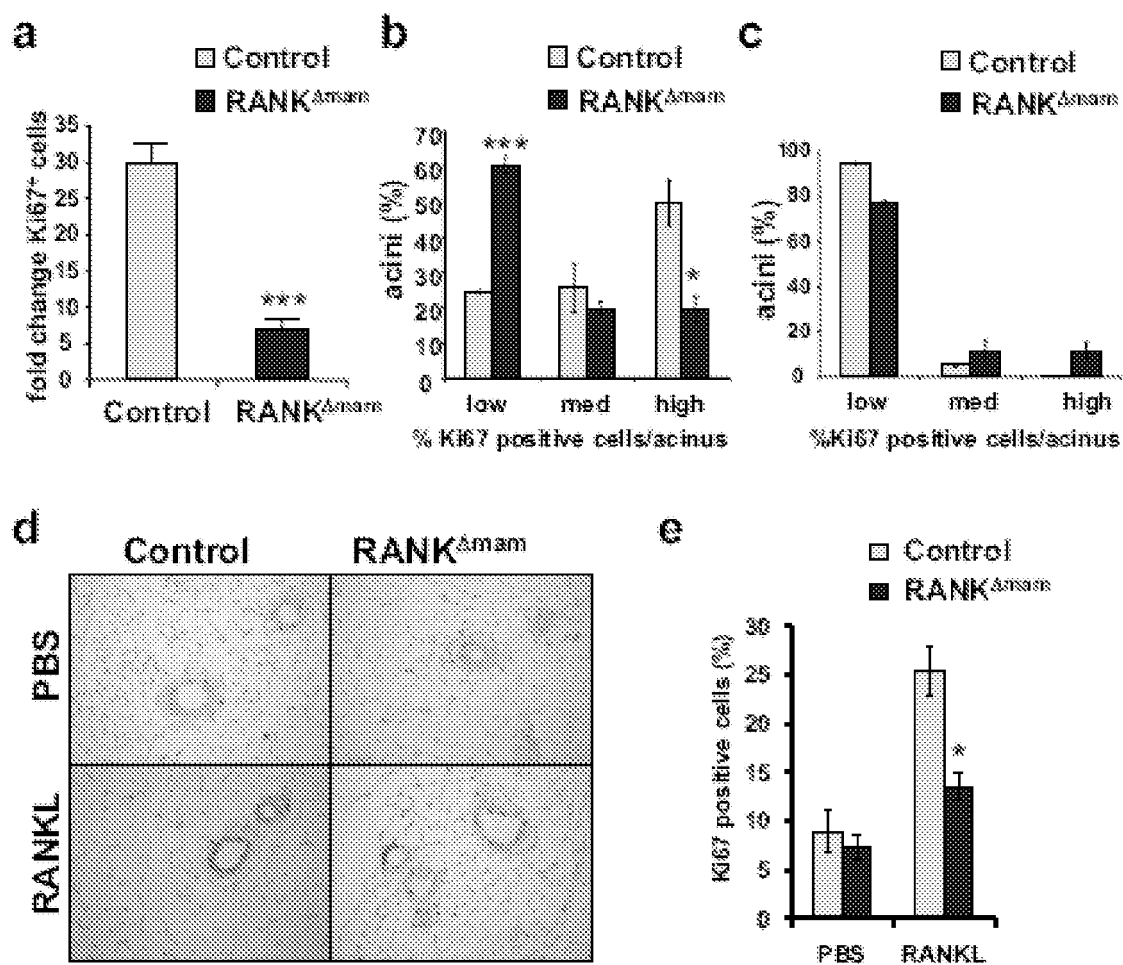 a
Control
RANKΔmam
fold change Ki67+ cells
35
30
25
20
15
10
5
0
***
Control
RANKΔmam
b
Control
RANKΔmam
acini (%)
70
60
50
40
30
20
10
0
***
*
low
med
high
% Ki67 positive cells/acinus
c
Control
RANKΔmam
acini (%)
100
80
60
40
20
0
low
med
high
%Ki67 positive cells/acinus
d
Control
RANKΔmam
PBS
RANKL
e
Control
RANKΔmam
Ki67 positive cells (%)
30
25
20
15
10
5
0
*
PBS
RANKL